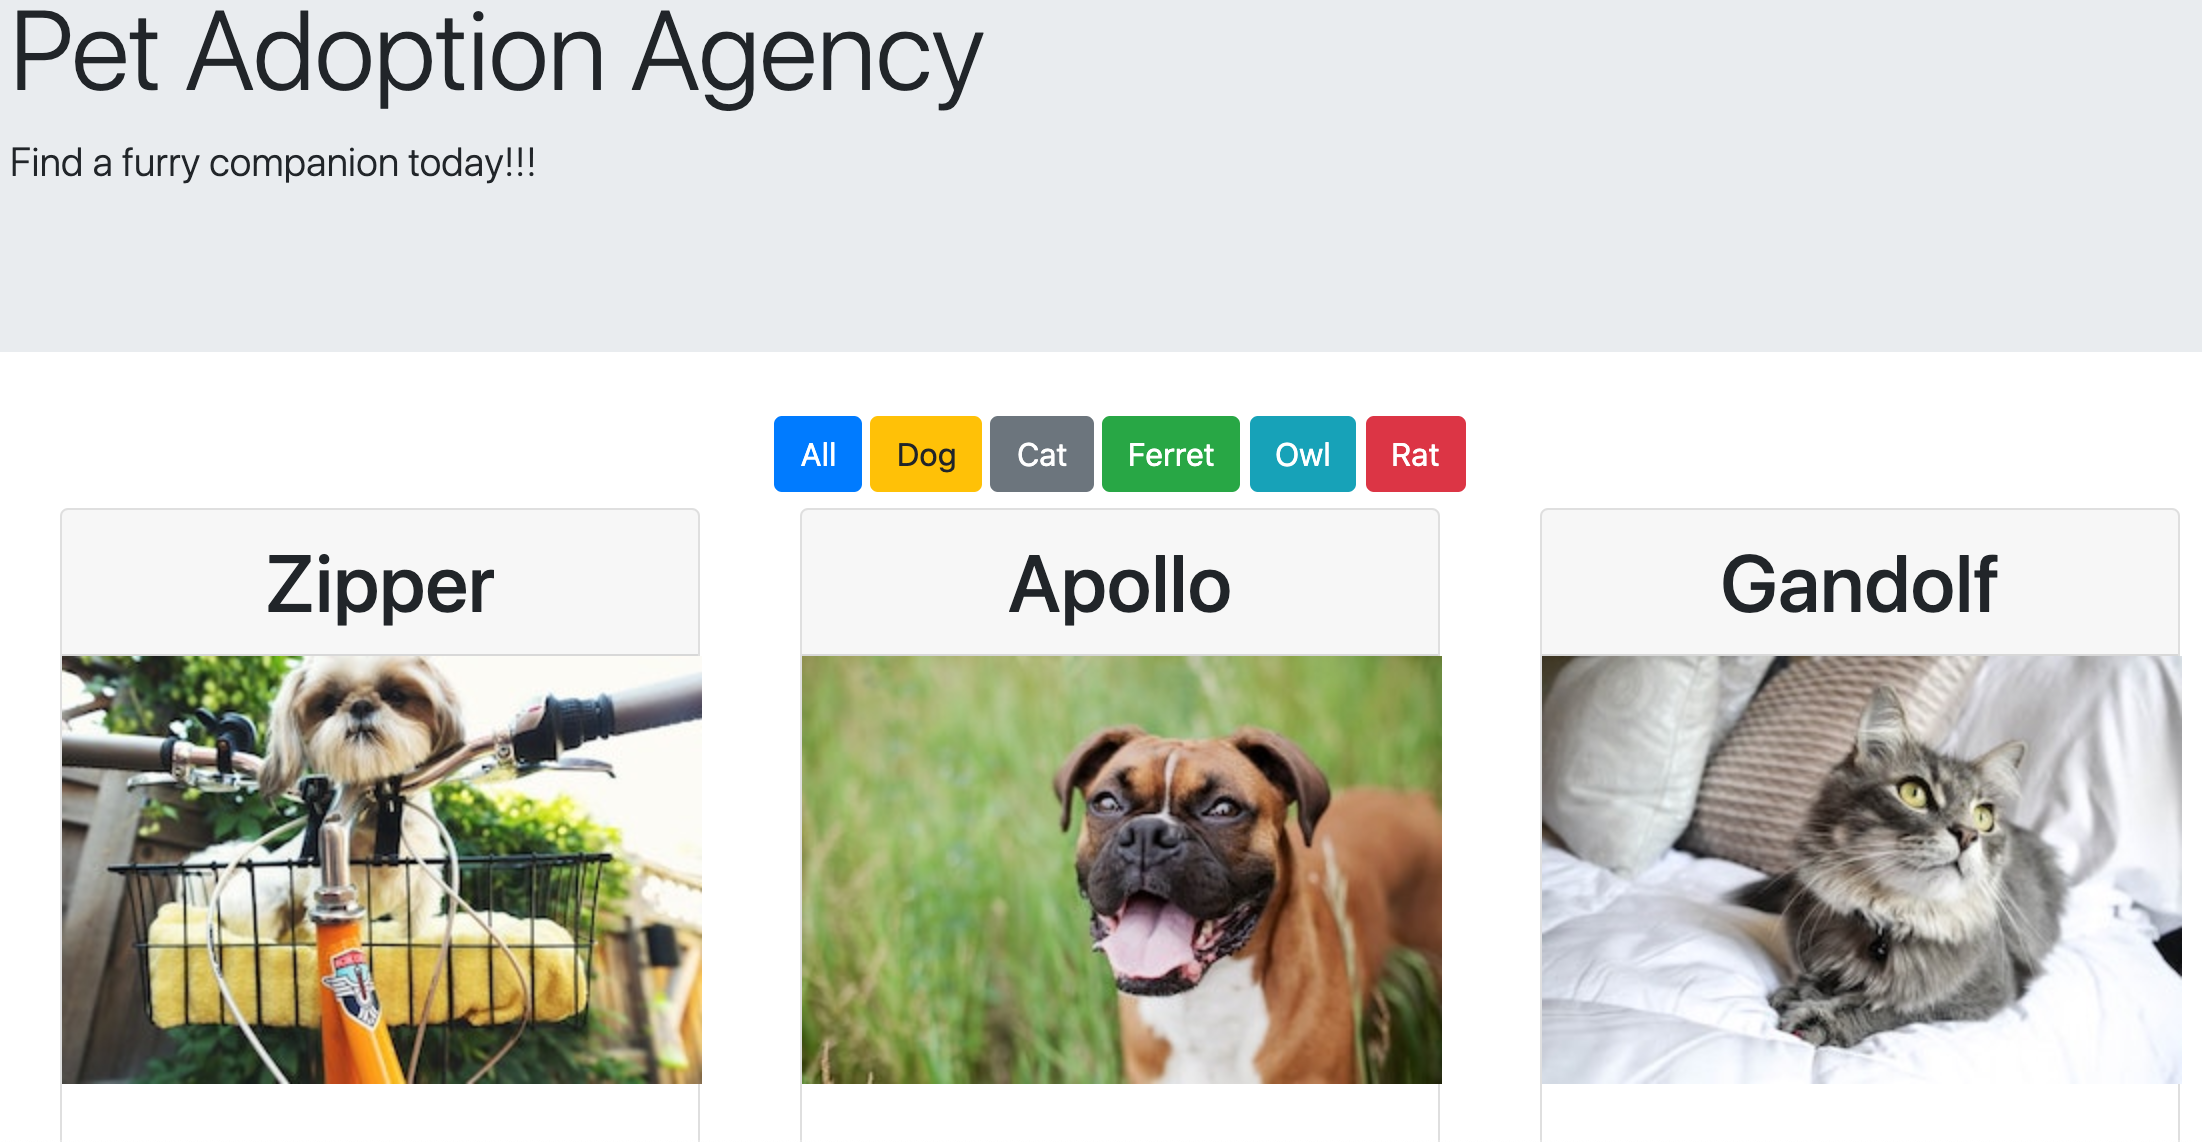 Pet Adoption Agency
Find a furry companion today!!!
All Dog Cat Ferret Owl Rat
Zipper Apollo Gandolf